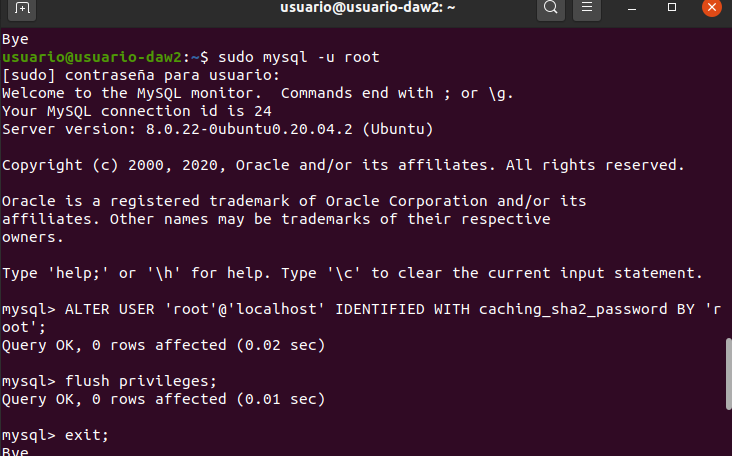 usuario@usuario-daw2: ~
Bye
usuario@usuario-daw2:~$ sudo mysql -u root
[sudo] contraseña para usuario:
Welcome to the MySQL monitor.  Commands end with ; or \g.
Your MySQL connection id is 24
Server version: 8.0.22-0ubuntu0.20.04.2 (Ubuntu)

Copyright (c) 2000, 2020, Oracle and/or its affiliates. All rights reserved.

Oracle is a registered trademark of Oracle Corporation and/or its
affiliates. Other names may be trademarks of their respective
owners.

Type 'help;' or '\h' for help. Type '\c' to clear the current input statement.

mysql> ALTER USER 'root'@'localhost' IDENTIFIED WITH caching_sha2_password BY 'r
oot';
Query OK, 0 rows affected (0.02 sec)

mysql> flush privileges;
Query OK, 0 rows affected (0.01 sec)

mysql> exit;
Bye